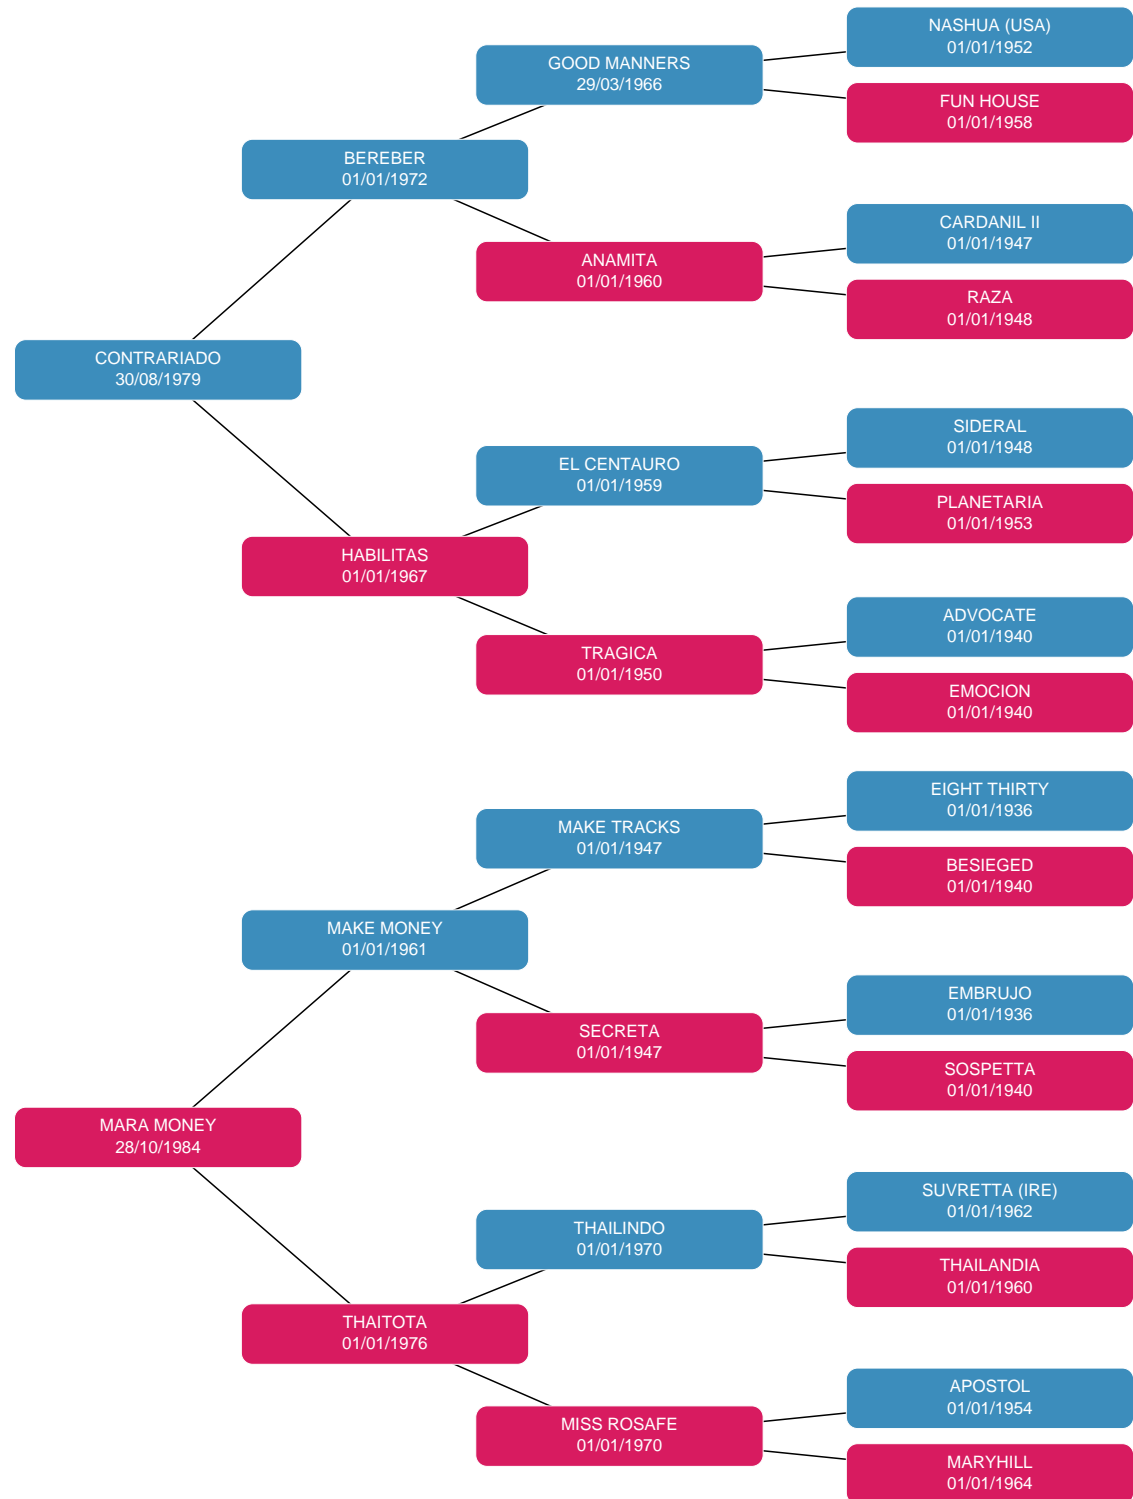 NASHUA (USA)
01/01/1952
GOOD MANNERS
29/03/1966
FUN HOUSE
01/01/1958
BEREBER
01/01/1972
CARDANIL II
01/01/1947
ANAMITA
01/01/1960
RAZA
01/01/1948
CONTRARIADO
30/08/1979
SIDERAL
01/01/1948
EL CENTAURO
01/01/1959
PLANETARIA
01/01/1953
HABILITAS
01/01/1967
ADVOCATE
01/01/1940
TRAGICA
01/01/1950
EMOCION
01/01/1940
EIGHT THIRTY
01/01/1936
MAKE TRACKS
01/01/1947
BESIEGED
01/01/1940
MAKE MONEY
01/01/1961
EMBRUJO
01/01/1936
SECRETA
01/01/1947
SOSPETTA
01/01/1940
MARA MONEY
28/10/1984
SUVRETTA (IRE)
01/01/1962
THAILINDO
01/01/1970
THAILANDIA
01/01/1960
THAITOTA
01/01/1976
APOSTOL
01/01/1954
MISS ROSAFE
01/01/1970
MARYHILL
01/01/1964